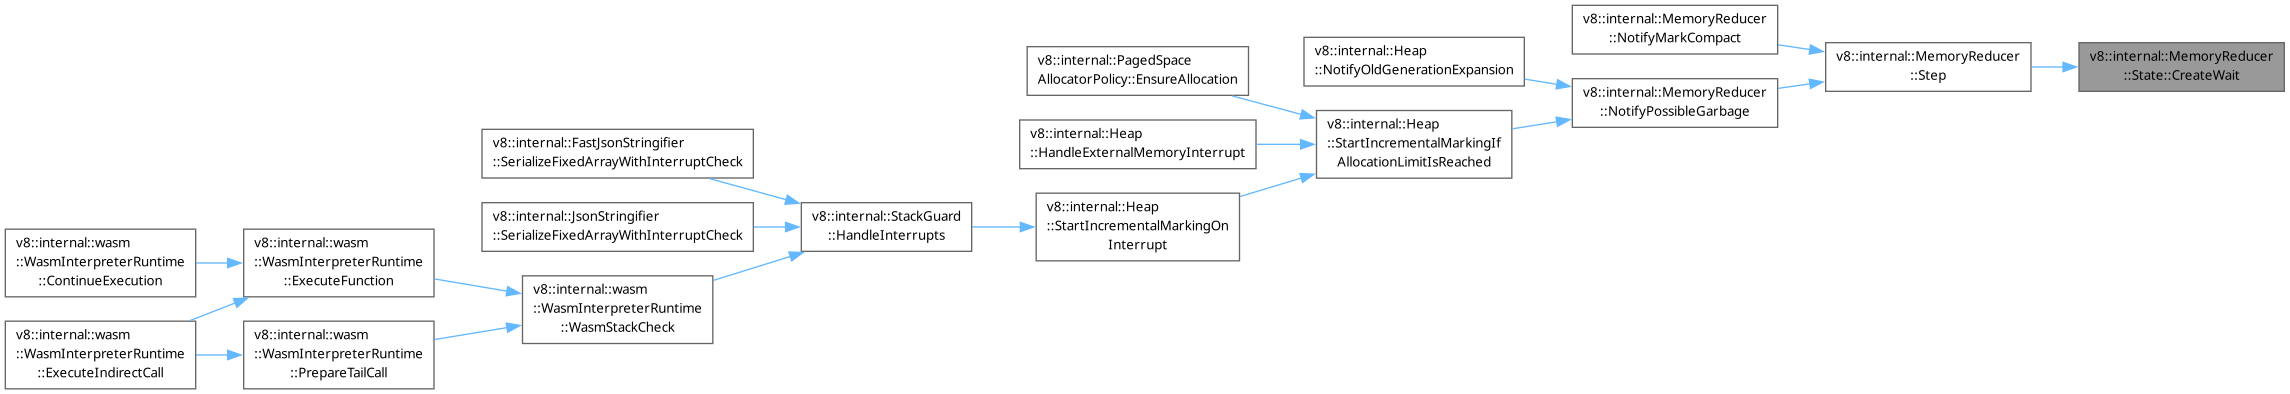 v8::internal::MemoryReducer
::NotifyMarkCompact
v8::internal::Heap
::NotifyOldGenerationExpansion
v8::internal::MemoryReducer
::Step
v8::internal::MemoryReducer
::State::CreateWait
v8::internal::PagedSpace
AllocatorPolicy::EnsureAllocation
v8::internal::MemoryReducer
::NotifyPossibleGarbage
v8::internal::Heap
::HandleExternalMemoryInterrupt
v8::internal::Heap
::StartIncrementalMarkingIf
AllocationLimitIsReached
v8::internal::FastJsonStringifier
::SerializeFixedArrayWithInterruptCheck
v8::internal::JsonStringifier
::SerializeFixedArrayWithInterruptCheck
v8::internal::StackGuard
::HandleInterrupts
v8::internal::Heap
::StartIncrementalMarkingOn
Interrupt
v8::internal::wasm
::WasmInterpreterRuntime
::ContinueExecution
v8::internal::wasm
::WasmInterpreterRuntime
::ExecuteFunction
v8::internal::wasm
::WasmInterpreterRuntime
::WasmStackCheck
v8::internal::wasm
::WasmInterpreterRuntime
::ExecuteIndirectCall
v8::internal::wasm
::WasmInterpreterRuntime
::PrepareTailCall